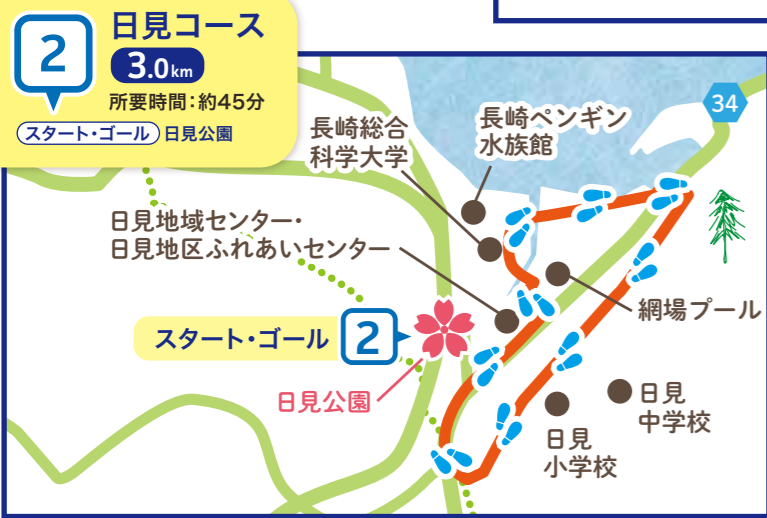 2
日見コース
3.0km
所要時間:約45分
スタート・ゴール 日見公園
34
長崎総合
科学大学
長崎ペンギン
水族館
日見地域センター・
日見地区ふれあいセンター
網場プール
スタート・ゴール 2
日見公園
日見
中学校
日見
小学校